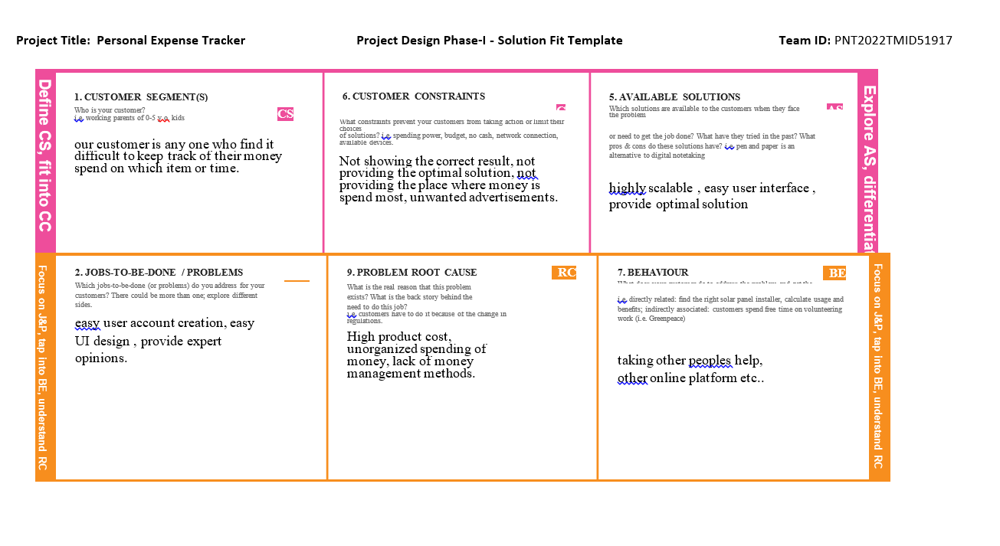 Project Title: Personal Expense Tracker
Project Design Phase-I - Solution Fit Template
Team ID: PNT2022TMID51917
Define CS, fit into CC
1. CUSTOMER SEGMENT(S)
Who is your customer?
i.e. working parents of 0-5 y.o. kids
CS
our customer is any one who find it
difficult to keep track of their money
spend on which item or time.
6. CUSTOMER CONSTRAINTS
What constraints prevent your customers from taking action or limit their
choices
of solutions? i.e. spending power, budget, no cash, network connection,
available devices.
Not showing the correct result, not
providing the optimal solution, not
providing the place where money is
spend most, unwanted advertisements.
5. AVAILABLE SOLUTIONS
AS
Which solutions are available to the customers when they face
the problem
or need to get the job done? What have they tried in the past? What
pros & cons do these solutions have? i.e. pen and paper is an
alternative to digital notetaking
highly scalable , easy user interface ,
provide optimal solution
Explore AS, differentiat
Focus on J&P, tap into BE, understand RC
2. JOBS-TO-BE-DONE / PROBLEMS
Which jobs-to-be-done (or problems) do you address for your
customers? There could be more than one; explore different
sides.
easy user account creation, easy
UI design , provide expert
opinions.
9. PROBLEM ROOT CAUSE
RC
What is the real reason that this problem
exists? What is the back story behind the
need to do this job?
i.e. customers have to do it because of the change in
regulations.
High product cost,
unorganized spending of
money, lack of money
management methods.
7. BEHAVIOUR
BE
i.e. directly related: find the right solar panel installer, calculate usage and
benefits; indirectly associated: customers spend free time on volunteering
work (i.e. Greenpeace)
taking other peoples help,
other online platform etc..
Focus on J&P, tap into BE, understand RC